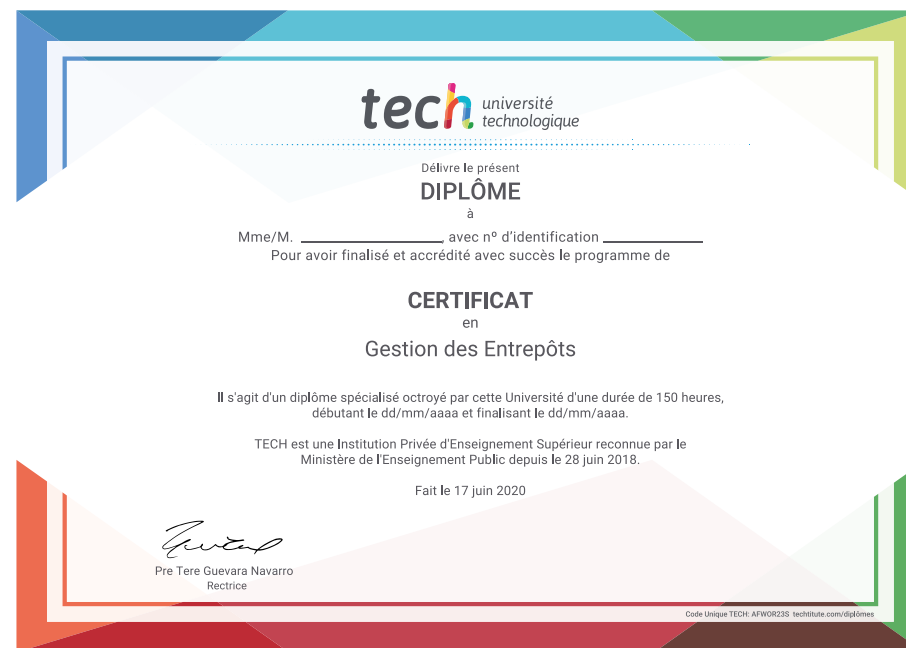 tech université
technologique
Délivre le présent
DIPLÔME
à
Mme/M. ____________________, avec nº d'identification ______________
Pour avoir finalisé et accrédité avec succès le programme de
CERTIFICAT
en
Gestion des Entrepôts
Il s'agit d'un diplôme spécialisé octroyé par cette Université d'une durée de 150 heures,
débutant le dd/mm/aaaa et finalisant le dd/mm/aaaa.
TECH est une Institution Privée d'Enseignement Supérieur reconnue par le
Ministère de l'Enseignement Public depuis le 28 juin 2018.
Fait le 17 juin 2020
Pre Tere Guevara Navarro
Rectrice
Code Unique TECH: AFWOR23S techtitute.com/diplômes